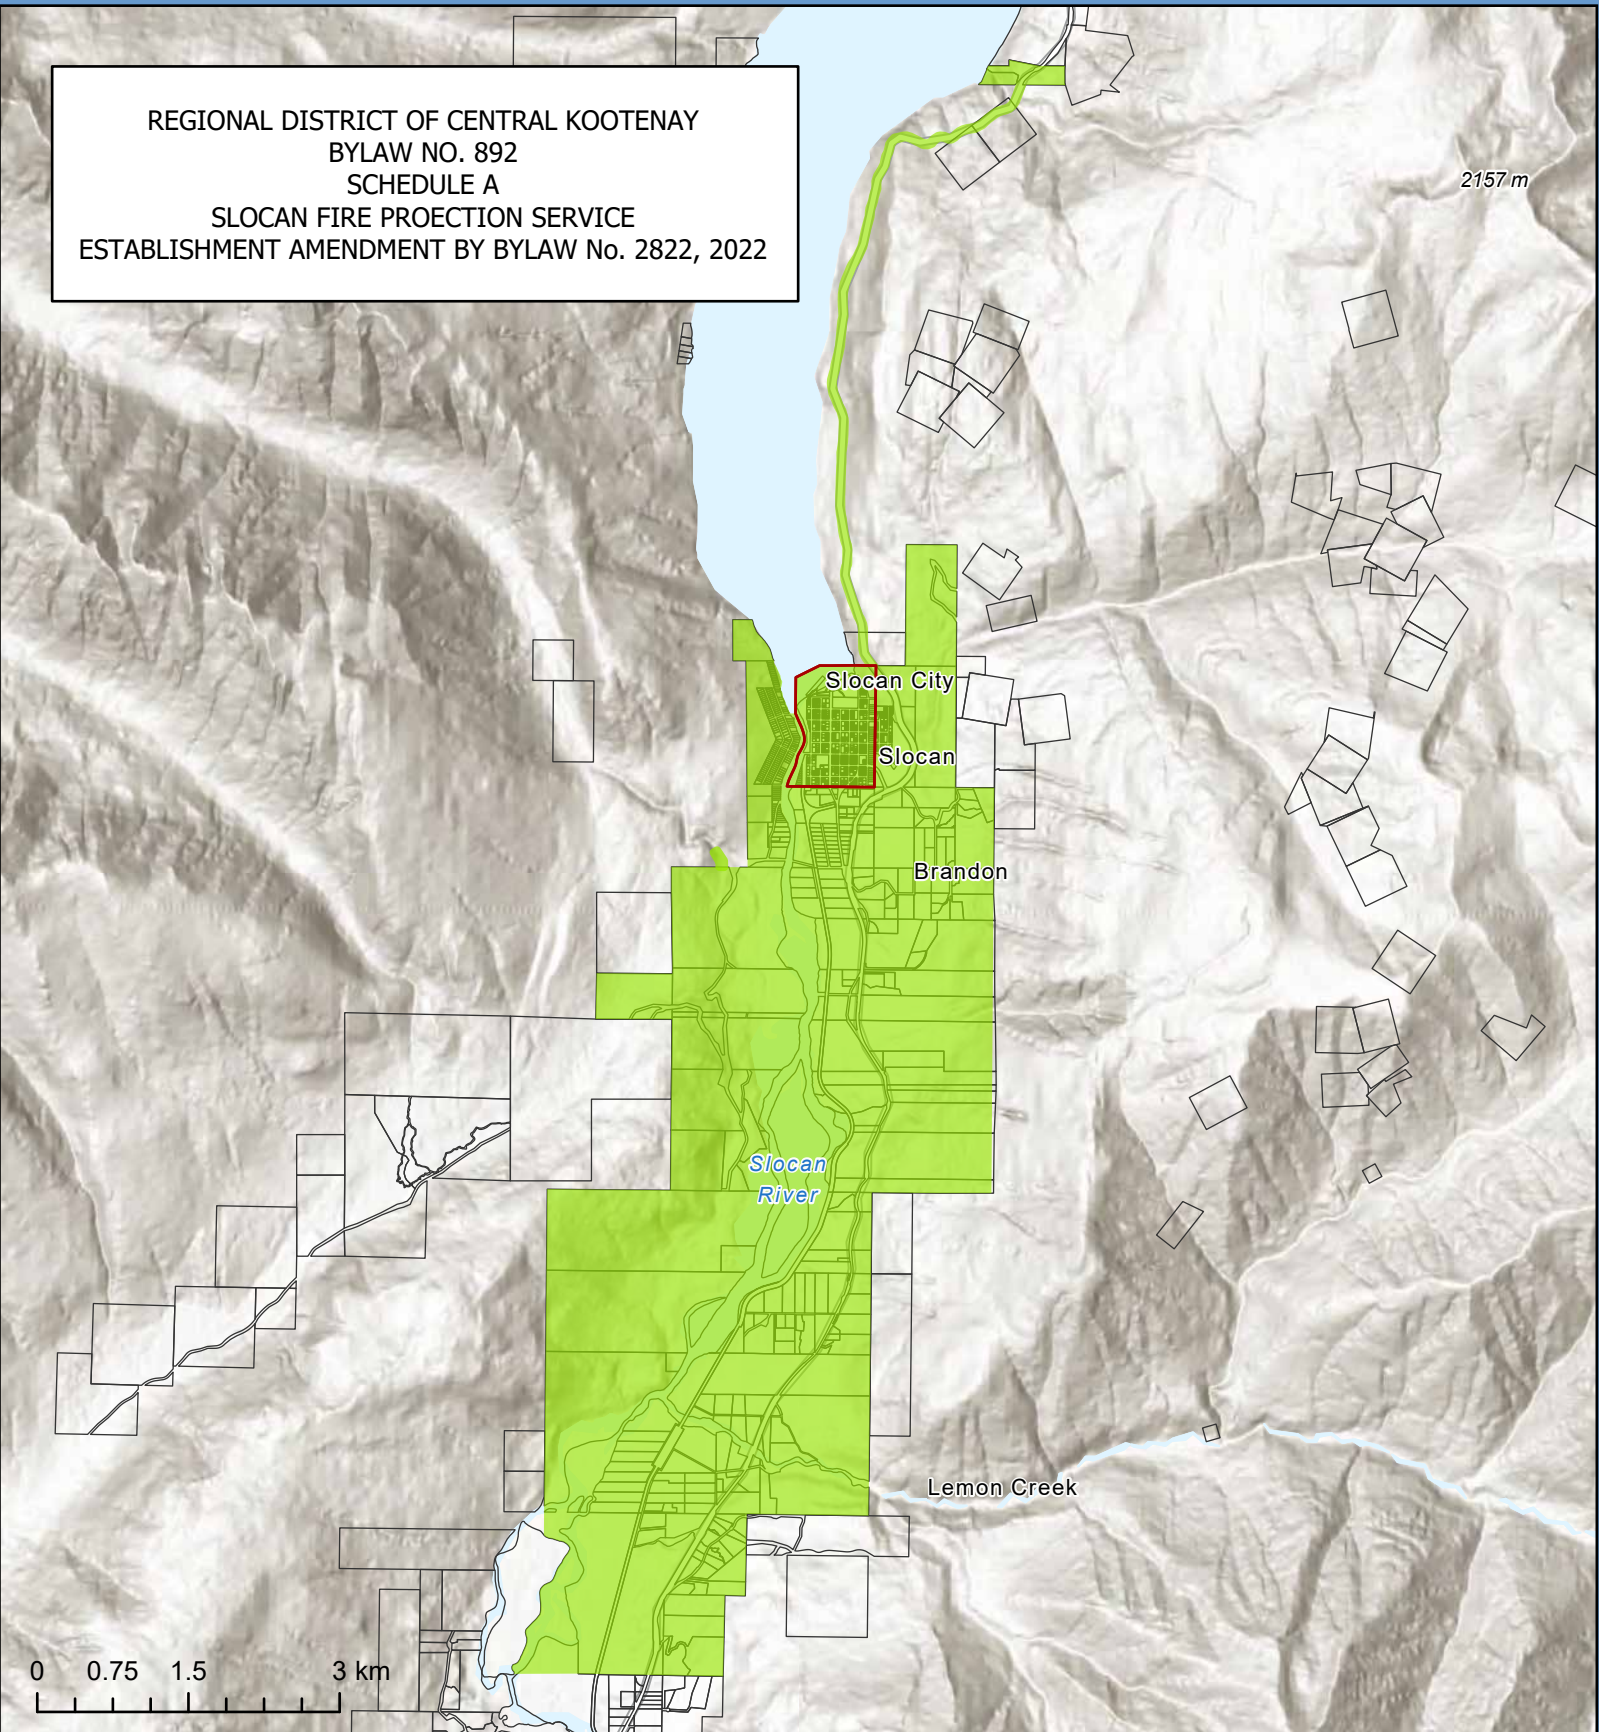 REGIONAL DISTRICT OF CENTRAL KOOTENAY
BYLAW NO. 892
SCHEDULE A
SLOCAN FIRE PROECTION SERVICE
ESTABLISHMENT AMENDMENT BY BYLAW No. 2822, 2022
2157 m
Slocan City
Slocan
Brandon
Slocan
River
Lemon Creek
0 0.75 1.5 3 km